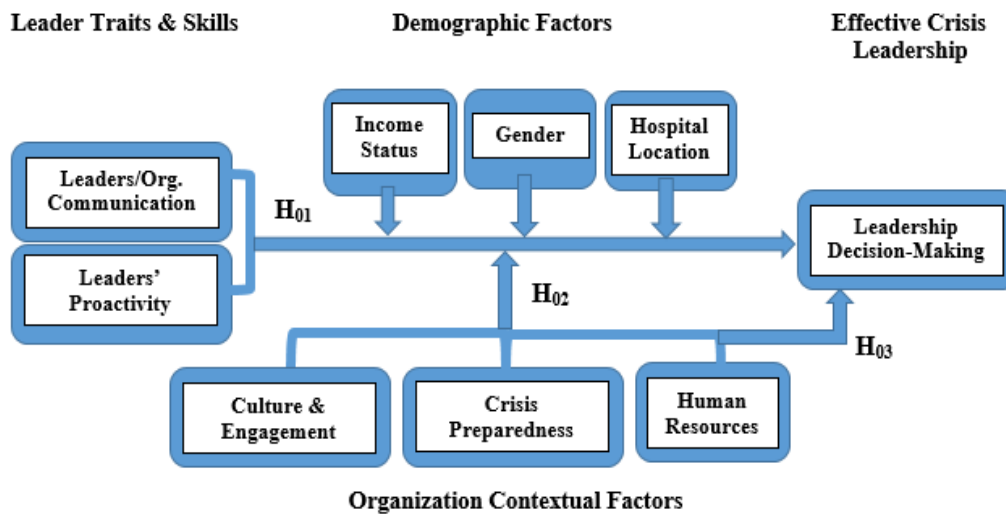 Leader Traits & Skills
Demographic Factors
Effective Crisis
Leadership
Income
Status
Gender
Hospital
Location
Leaders/Org.
Communication
Leaders’
Proactivity
H01
Leadership
Decision-Making
H02
H03
Culture &
Engagement
Crisis
Preparedness
Human
Resources
Organization Contextual Factors